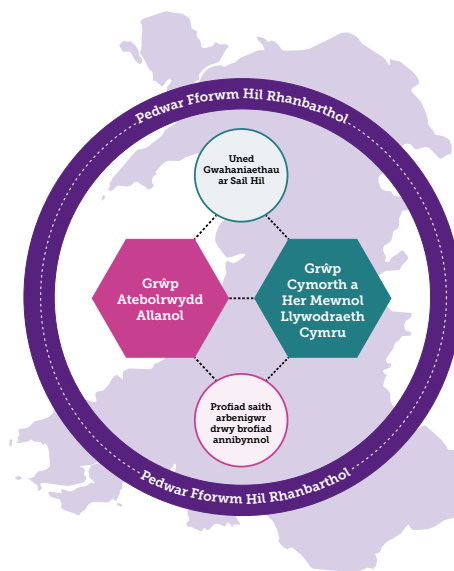 Pedwar Fforwm Hil Rhanbarthol
Uned
Gwahaniaethau
ar Sail Hil
Grŵp
Atebolrwydd
Allanol
Grŵp
Cymorth a
Her Mewnol
Llywodraeth
Cymru
Profiad saith
arbenigwr
drwy brofiad
annibynnol
Pedwar Fforwm Hil Rhanbarthol